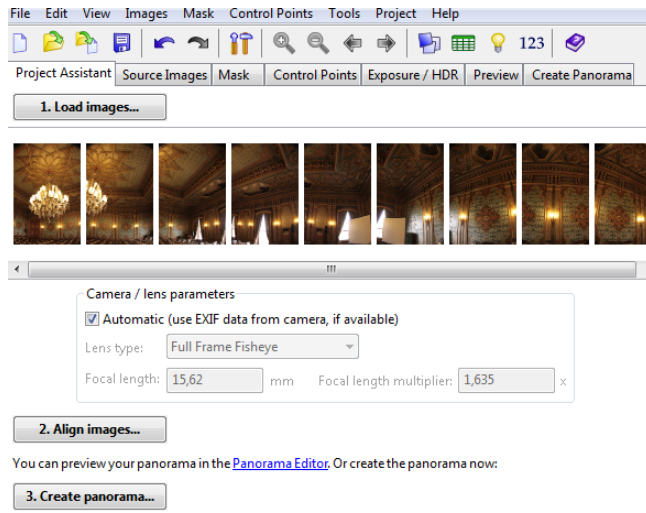 File Edit View Images Mask Control Points Tools Project Help
123
Project Assistant Source Images Mask Control Points Exposure / HDR Preview Create Panorama
1. Load images...
Camera / lens parameters
Automatic (use EXIF data from camera, if available)
Lens type: Full Frame Fisheye
Focal length: 15,62 mm Focal length multiplier: 1,635 x
2. Align images...
You can preview your panorama in the Panorama Editor. Or create the panorama now:
3. Create panorama...